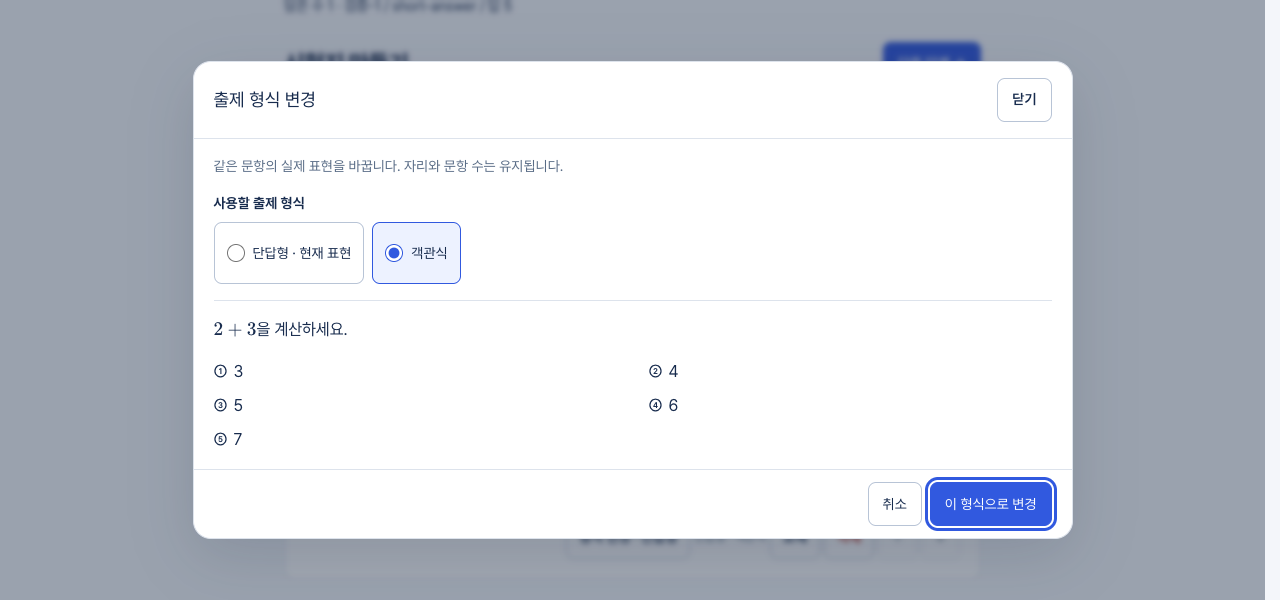 출제 형식 변경
닫기
같은 문항의 실제 표현을 바꿉니다. 자리와 문항 수는 유지됩니다.
사용할 출제 형식
단답형 · 현재 표현
객관식
2 + 3을 계산하세요.
① 3
② 4
③ 5
④ 6
⑤ 7
취소
이 형식으로 변경